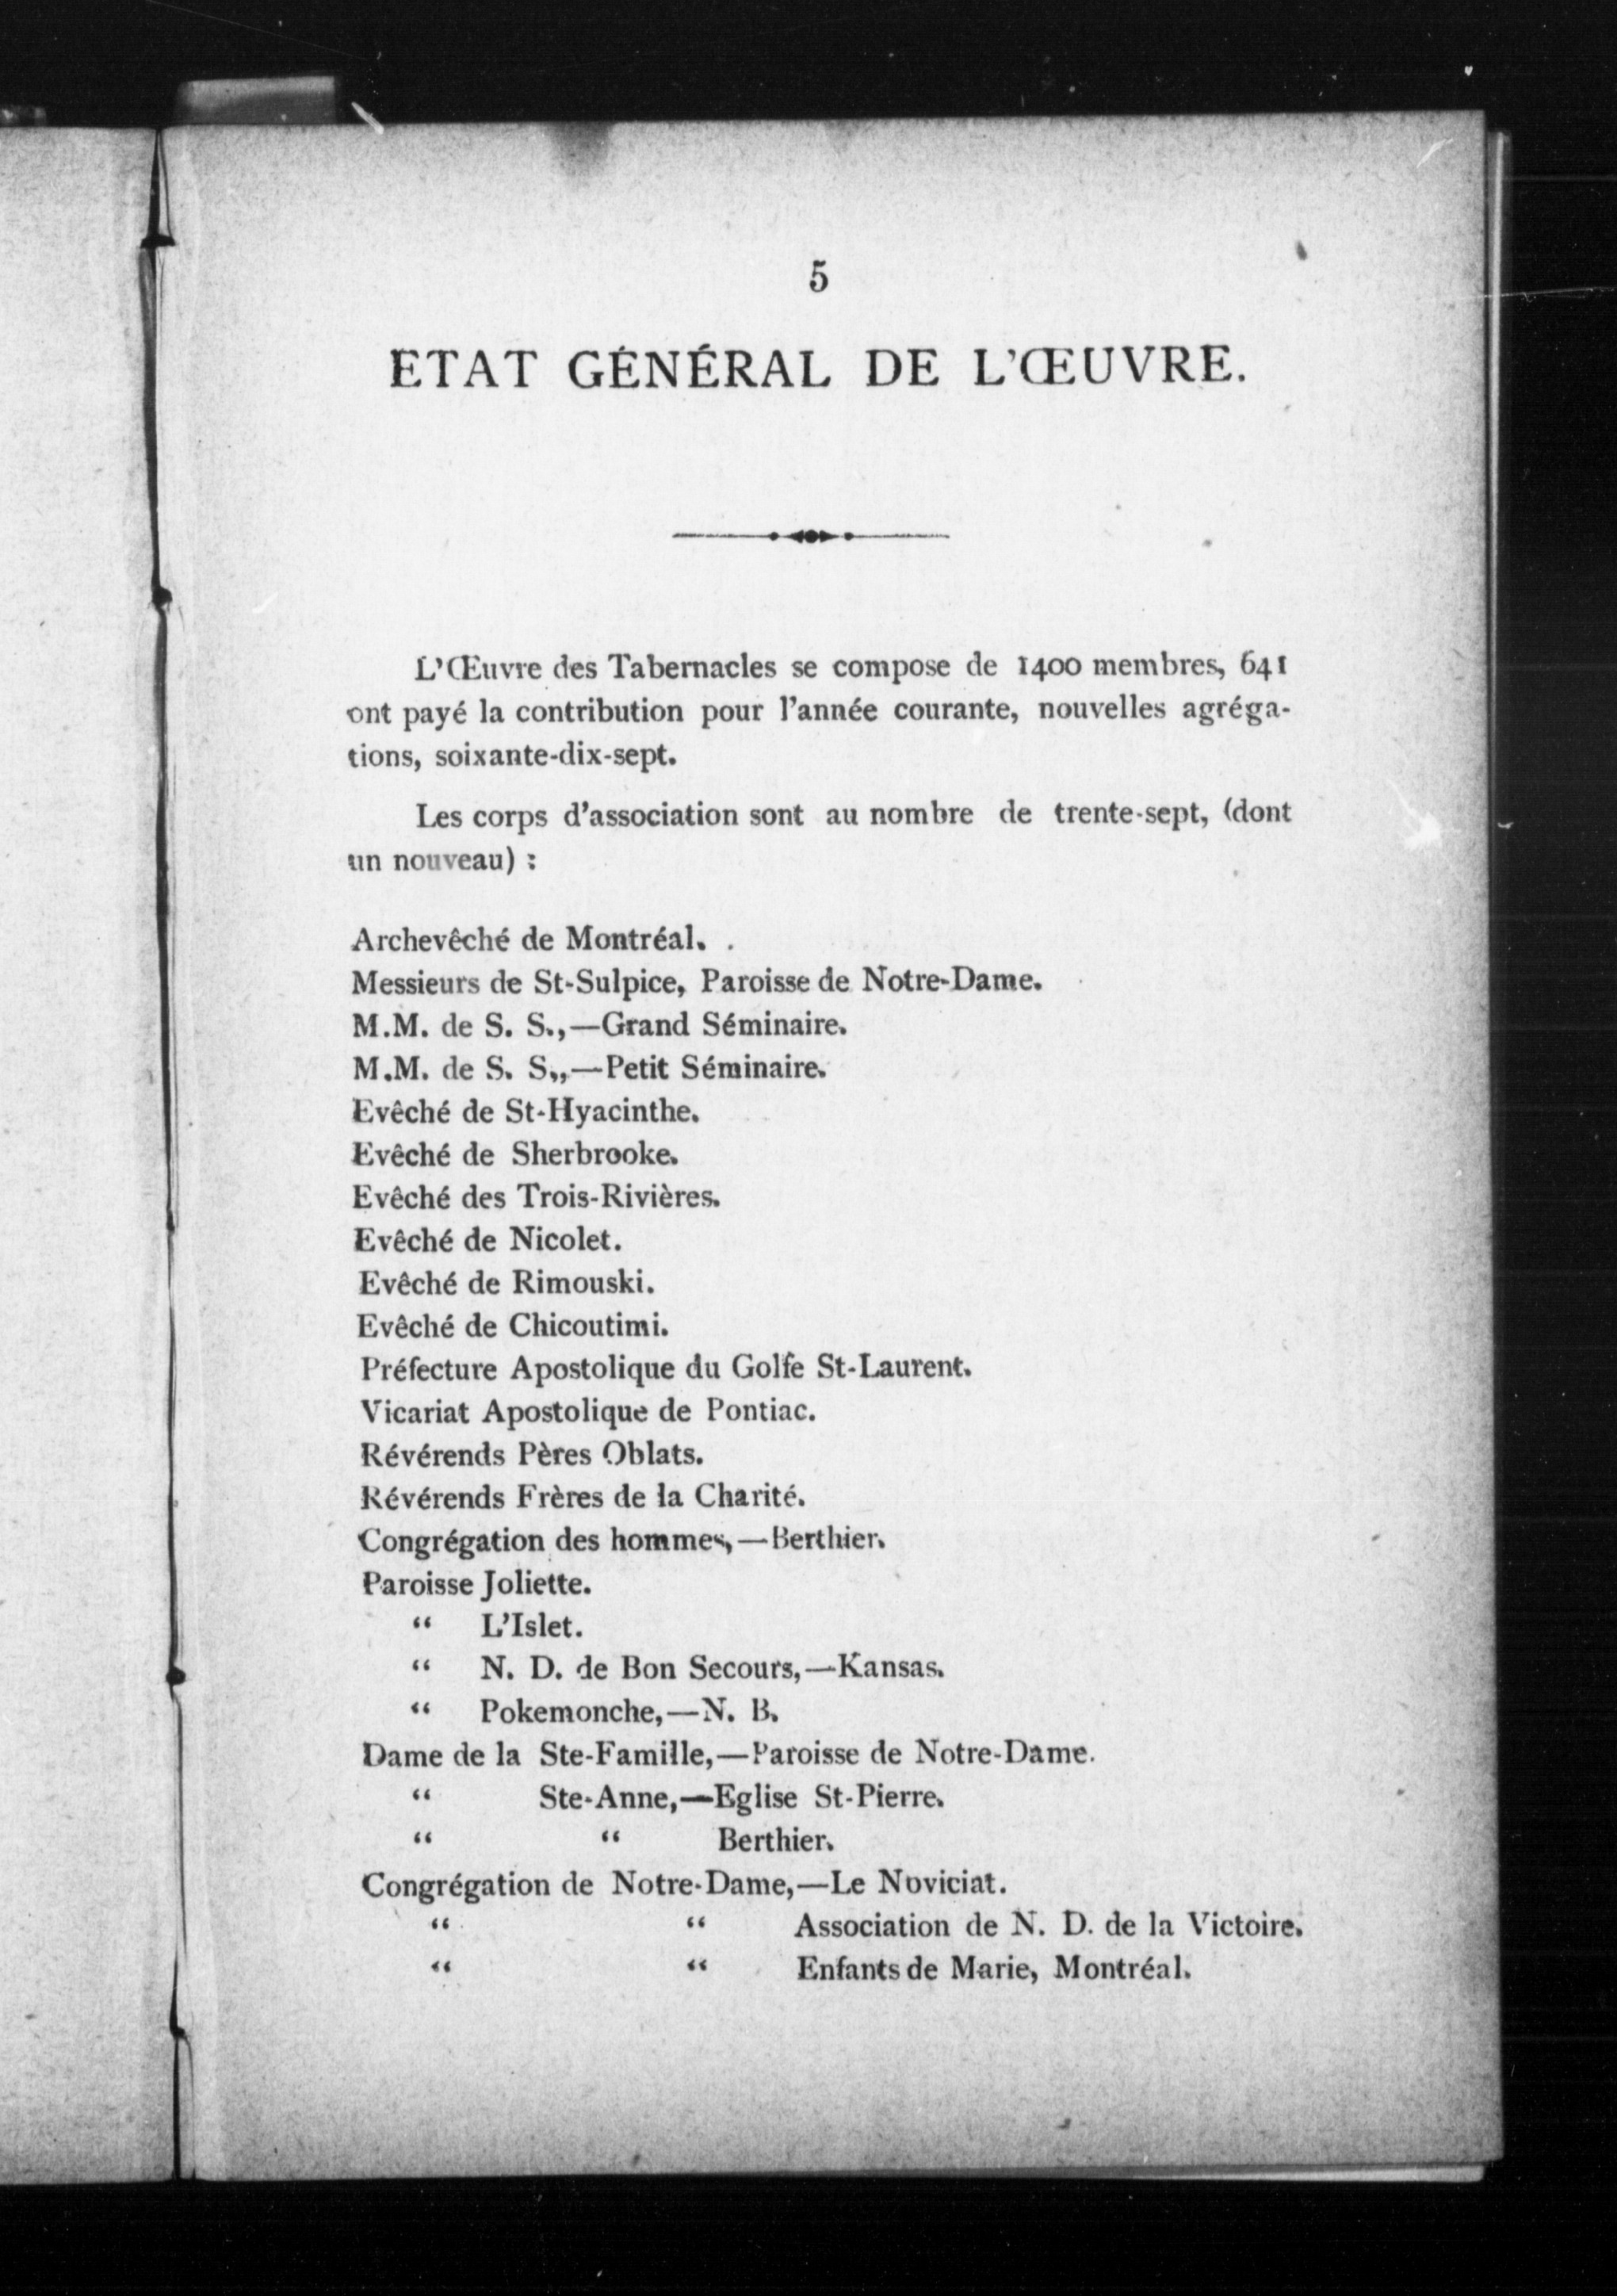 5
ETAT GÉNÉRAL DE L'ŒUVRE.
L'Œuvre des Tabernacles se compose de 1400 membres, 641
ont payé la contribution pour l'année courante, nouvelles agréga-
tions, soixante-dix-sept.
Les corps d'association sont au nombre de trente-sept, (dont
un nouveau) :
Archevêché de Montréal.
Messieurs de St-Sulpice, Paroisse de Notre-Dame.
M.M. de S. S.,—Grand Séminaire.
M.M. de S. S.,,—Petit Séminaire.
Evêché de St-Hyacinthe.
Evêché de Sherbrooke.
Evêché des Trois-Rivières.
Evêché de Nicolet.
Evêché de Rimouski.
Evêché de Chicoutimi.
Préfecture Apostolique du Golfe St-Laurent.
Vicariat Apostolique de Pontiac.
Révérends Pères Oblats.
Révérends Frères de la Charité.
Congrégation des hommes,—Berthier.
Paroisse Joliette.
“ L'Islet.
“ N. D. de Bon Secours,—Kansas.
“ Pokemonche,—N. B.
Dame de la Ste-Famille,—Paroisse de Notre-Dame.
“ Ste-Anne,—Eglise St-Pierre.
“ “ Berthier.
Congrégation de Notre-Dame,—Le Noviciat.
“ “ Association de N. D. de la Victoire.
“ “ Enfants de Marie, Montréal.